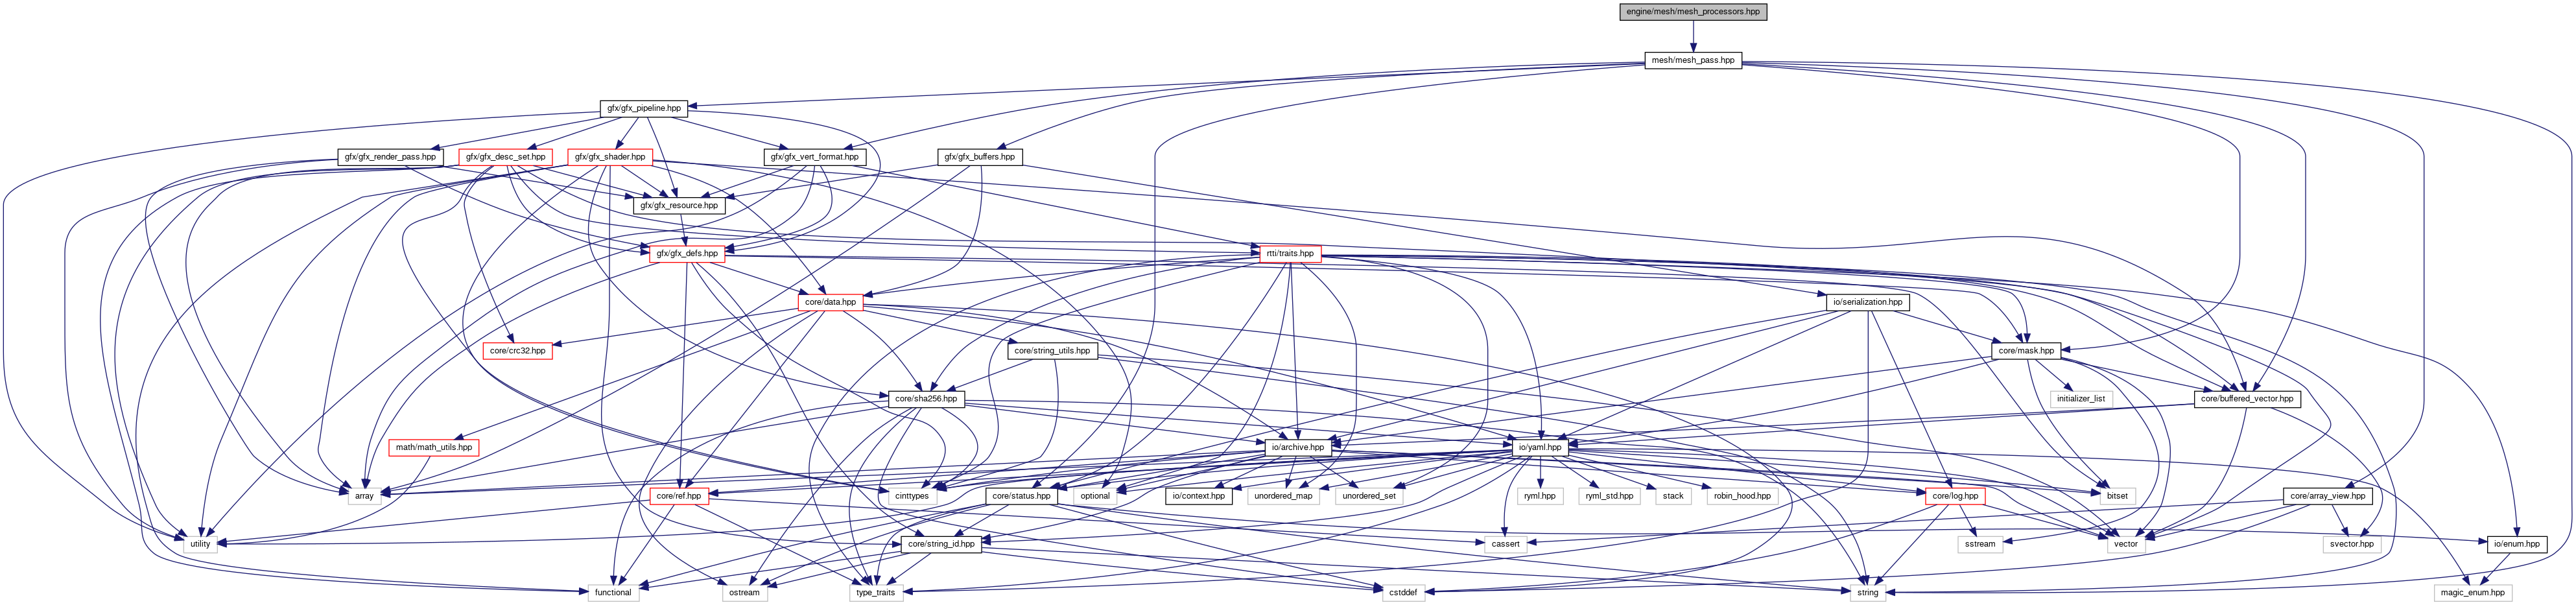 engine/mesh/mesh_processors.hpp
mesh/mesh_pass.hpp
gfx/gfx_pipeline.hpp
gfx/gfx_render_pass.hpp
gfx/gfx_desc_set.hpp
gfx/gfx_shader.hpp
gfx/gfx_vert_format.hpp
gfx/gfx_buffers.hpp
gfx/gfx_resource.hpp
gfx/gfx_defs.hpp
rtti/traits.hpp
core/data.hpp
io/serialization.hpp
core/crc32.hpp
core/string_utils.hpp
core/mask.hpp
core/sha256.hpp
initializer_list
core/buffered_vector.hpp
math/math_utils.hpp
io/archive.hpp
io/yaml.hpp
array
core/ref.hpp
cinttypes
core/status.hpp
optional
io/context.hpp
unordered_map
unordered_set
ryml.hpp
ryml_std.hpp
stack
robin_hood.hpp
core/log.hpp
bitset
core/array_view.hpp
utility
core/string_id.hpp
cassert
sstream
vector
svector.hpp
io/enum.hpp
functional
ostream
type_traits
cstddef
string
magic_enum.hpp